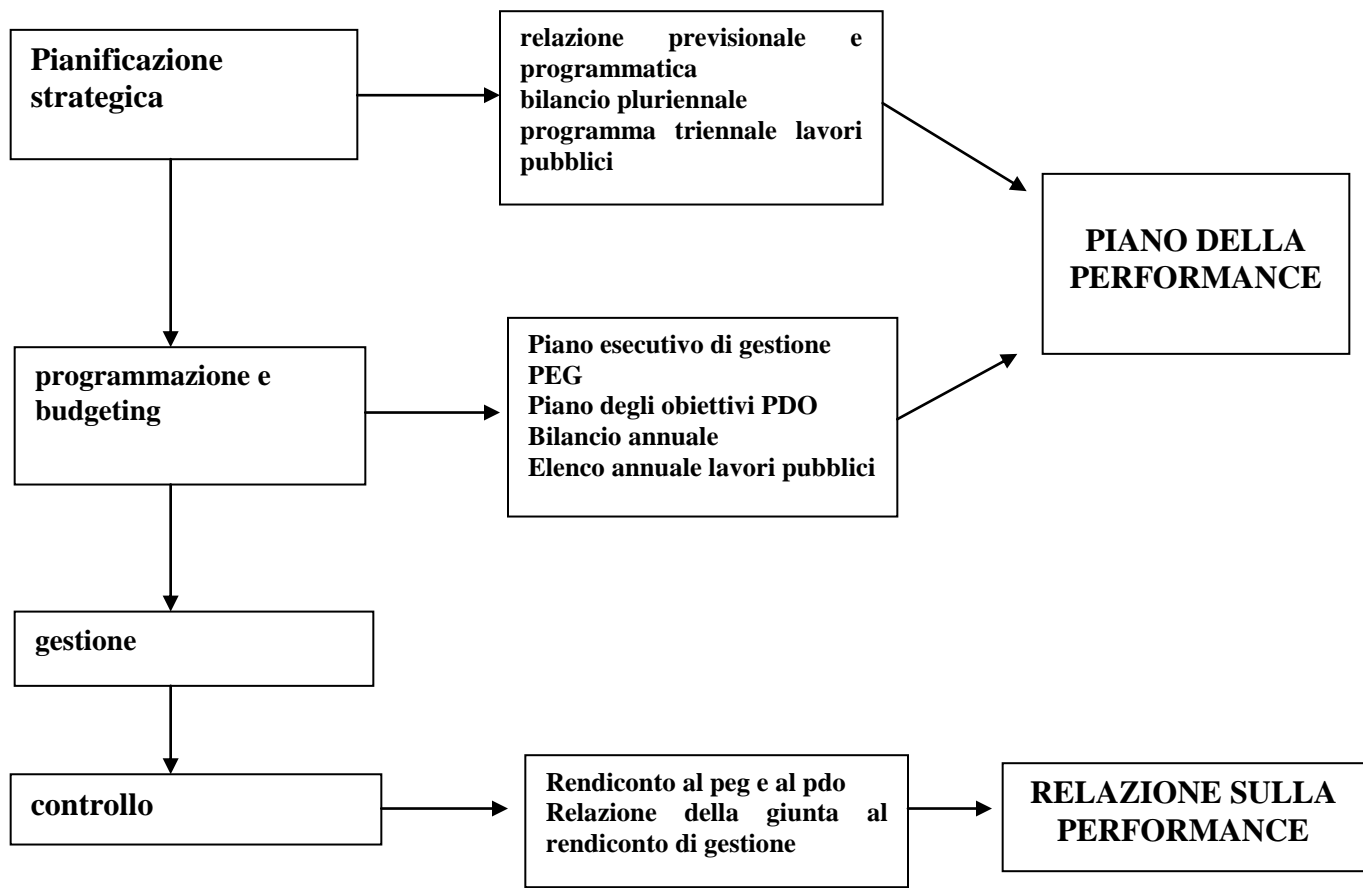 Pianificazione
strategica
relazione previsionale e
programmatica
bilancio pluriennale
programma triennale lavori
pubblici
PIANO DELLA
PERFORMANCE
programmazione e
budgeting
Piano esecutivo di gestione
PEG
Piano degli obiettivi PDO
Bilancio annuale
Elenco annuale lavori pubblici
gestione
controllo
Rendiconto al peg e al pdo
Relazione della giunta al
rendiconto di gestione
RELAZIONE SULLA
PERFORMANCE